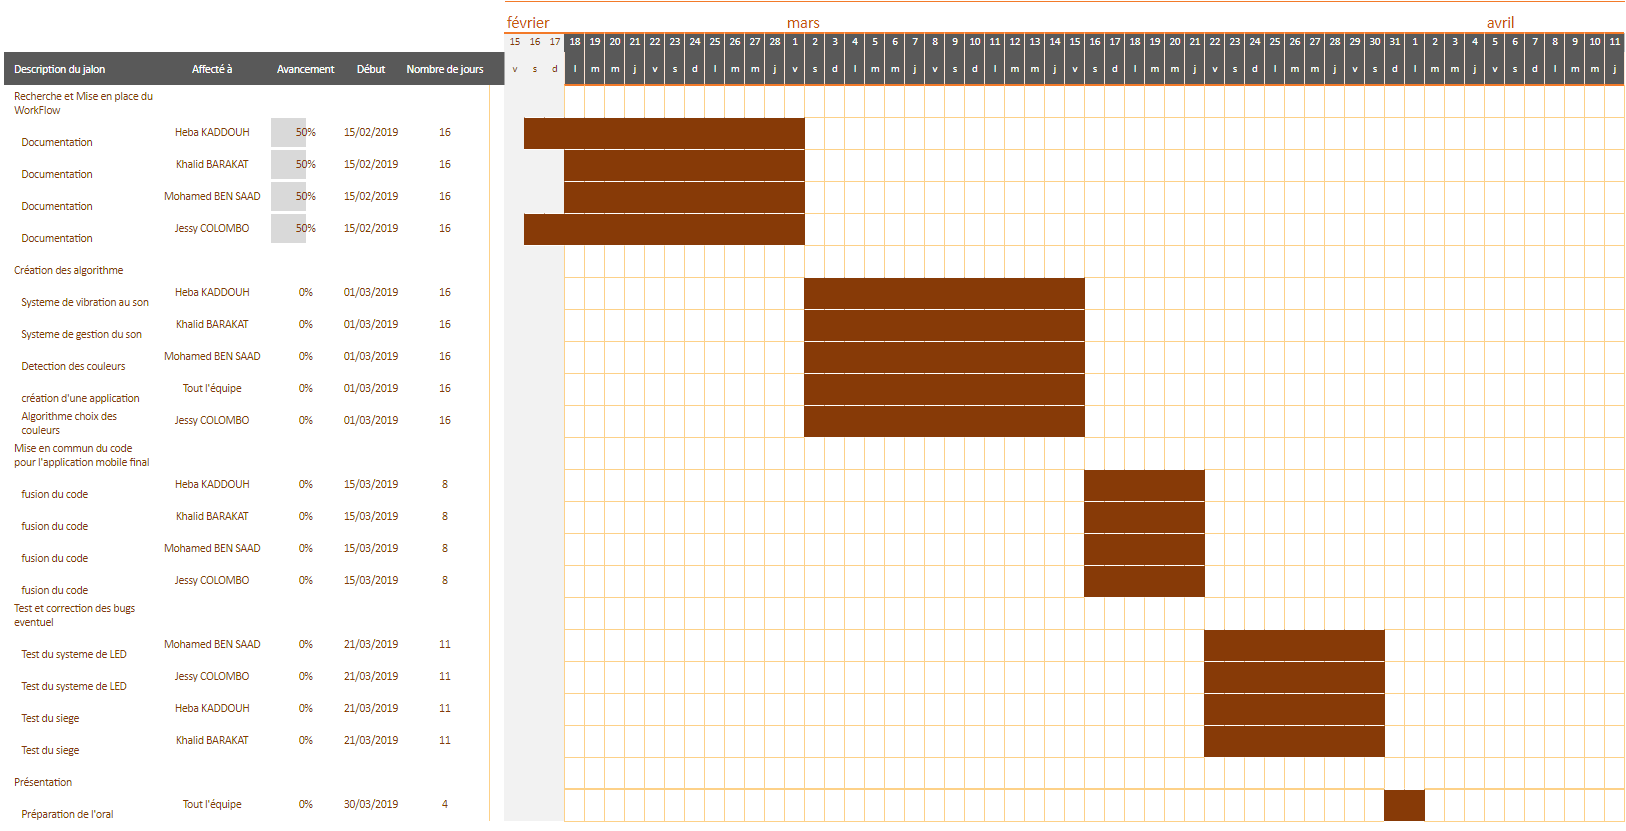 février mars avril
15 16 17 18 19 20 21 22 23 24 25 26 27 28 1 2 3 4 5 6 7 8 9 10 11 12 13 14 15 16 17 18 19 20 21 22 23 24 25 26 27 28 29 30 31 1 2 3 4 5 6 7 8 9 10 11
Description du jalon Affecté à Avancement Début Nombre de jours v s d l m m j v s d l m m j v s d l m m j v s d l m m j v s d l m m j v s d l m m j v s d l m m j v s d l m m j
Recherche et Mise en place du
WorkFlow
Documentation Heba KADDOUH 50% 15/02/2019 16
Documentation Khalid BARAKAT 50% 15/02/2019 16
Documentation Mohamed BEN SAAD 50% 15/02/2019 16
Documentation Jessy COLOMBO 50% 15/02/2019 16
Création des algorithme
Systeme de vibration au son Heba KADDOUH 0% 01/03/2019 16
Systeme de gestion du son Khalid BARAKAT 0% 01/03/2019 16
Detection des couleurs Mohamed BEN SAAD 0% 01/03/2019 16
création d'une application Tout l'équipe 0% 01/03/2019 16
Algorithme choix des
couleurs Jessy COLOMBO 0% 01/03/2019 16
Mise en commun du code
pour l'application mobile final
fusion du code Heba KADDOUH 0% 15/03/2019 8
fusion du code Khalid BARAKAT 0% 15/03/2019 8
fusion du code Mohamed BEN SAAD 0% 15/03/2019 8
fusion du code Jessy COLOMBO 0% 15/03/2019 8
Test et correction des bugs
eventuel
Test du systeme de LED Mohamed BEN SAAD 0% 21/03/2019 11
Test du systeme de LED Jessy COLOMBO 0% 21/03/2019 11
Test du siege Heba KADDOUH 0% 21/03/2019 11
Test du siege Khalid BARAKAT 0% 21/03/2019 11
Présentation
Préparation de l'oral Tout l'équipe 0% 30/03/2019 4